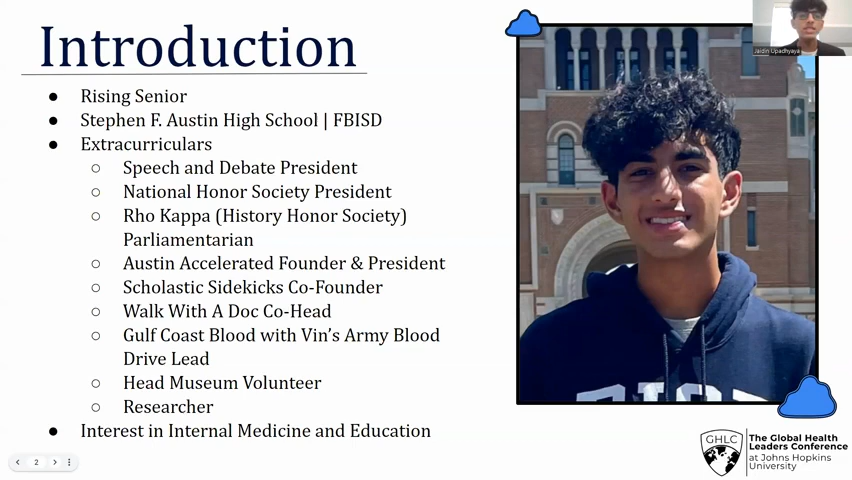 Introduction
Rising Senior
Stephen F. Austin High School | FBISD
Extracurriculars
Speech and Debate President
National Honor Society President
Rho Kappa (History Honor Society)
Parliamentarian
Austin Accelerated Founder & President
Scholastic Sidekicks Co-Founder
Walk With A Doc Co-Head
Gulf Coast Blood with Vin's Army Blood
Drive Lead
Head Museum Volunteer
Researcher
Interest in Internal Medicine and Education
2
Jaidin Upadhyaya
GHLC
The Global Health
Leaders Conference
at Johns Hopkins
University